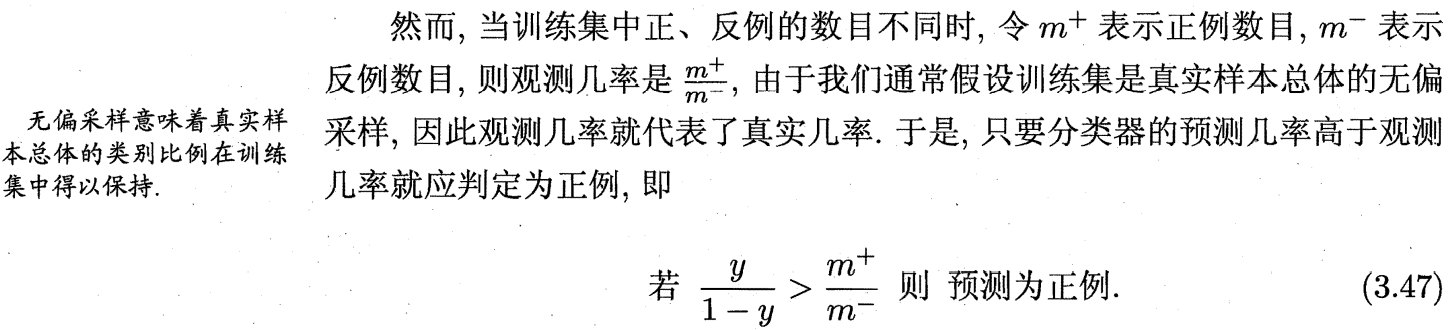 然而, 当训练集中正、反例的数目不同时, 令 m⁺ 表示正例数目, m⁻ 表示
反例数目, 则观测几率是 m⁺/m⁻, 由于我们通常假设训练集是真实样本总体的无偏
采样, 因此观测几率就代表了真实几率. 于是, 只要分类器的预测几率高于观测
几率就应判定为正例, 即
无偏采样意味着真实样
本总体的类别比例在训练
集中得以保持.
若 y/(1 − y) > m⁺/m⁻ 则 预测为正例. (3.47)